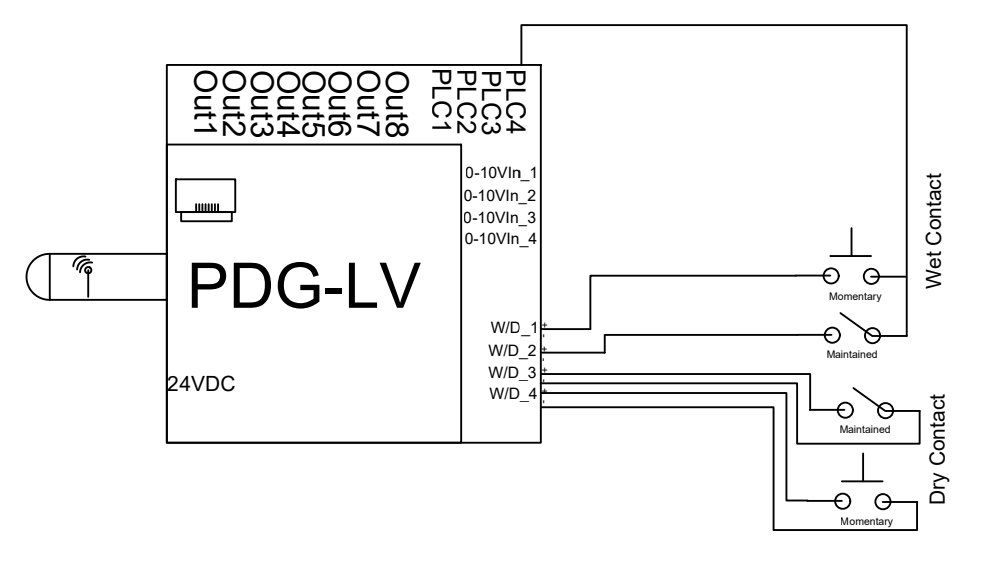 Out1
Out2
Out3
Out4
Out5
Out6
Out7
Out8
PLC1
PLC2
PLC3
PLC4
0-10VIn_1
0-10VIn_2
0-10VIn_3
0-10VIn_4
PDG-LV
24VDC
W/D_1
+
-
W/D_2
+
-
W/D_3
+
-
W/D_4
+
-
Momentary
Maintained
Wet Contact
Maintained
Momentary
Dry Contact